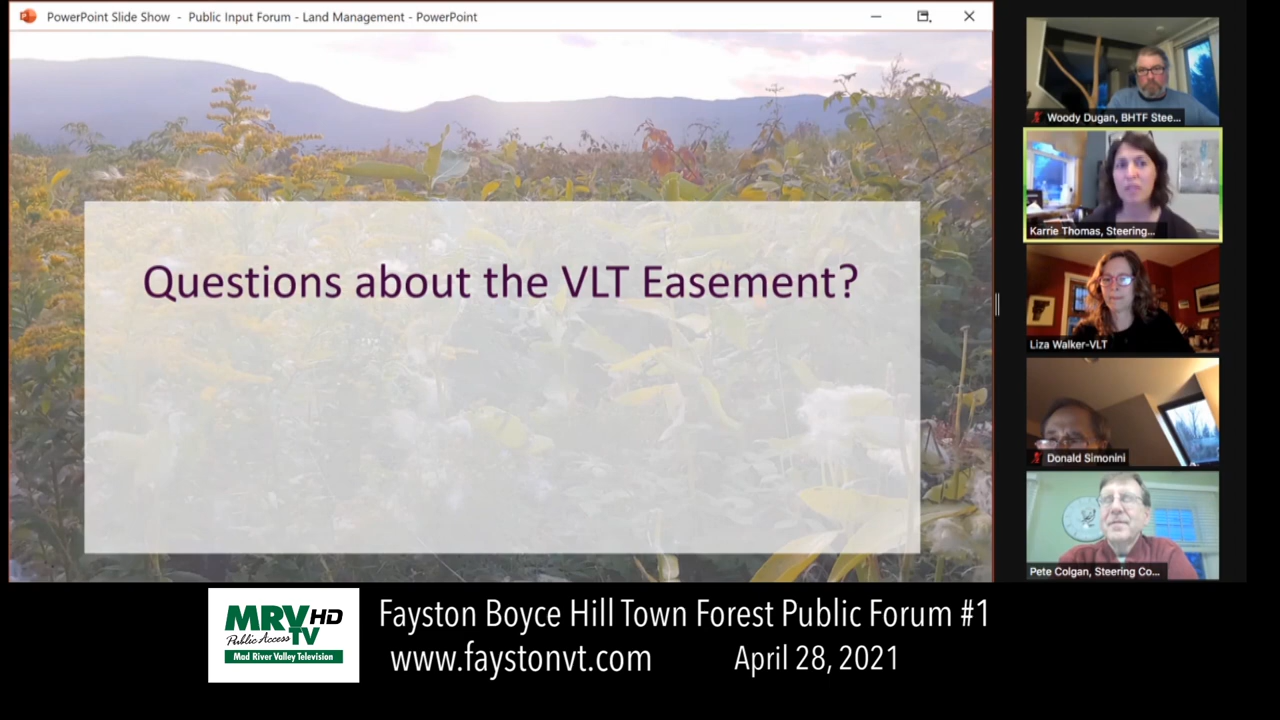 PowerPoint Slide Show - Public Input Forum - Land Management - PowerPoint
Questions about the VLT Easement?
Woody Dugan, BHTF Stee...
Karrie Thomas, Steering...
Liza Walker-VLT
Donald Simonini
Pete Colgan, Steering Co...
MRV HD
Public Access TV
Mad River Valley Television
Fayston Boyce Hill Town Forest Public Forum #1
www.faystonvt.com April 28, 2021